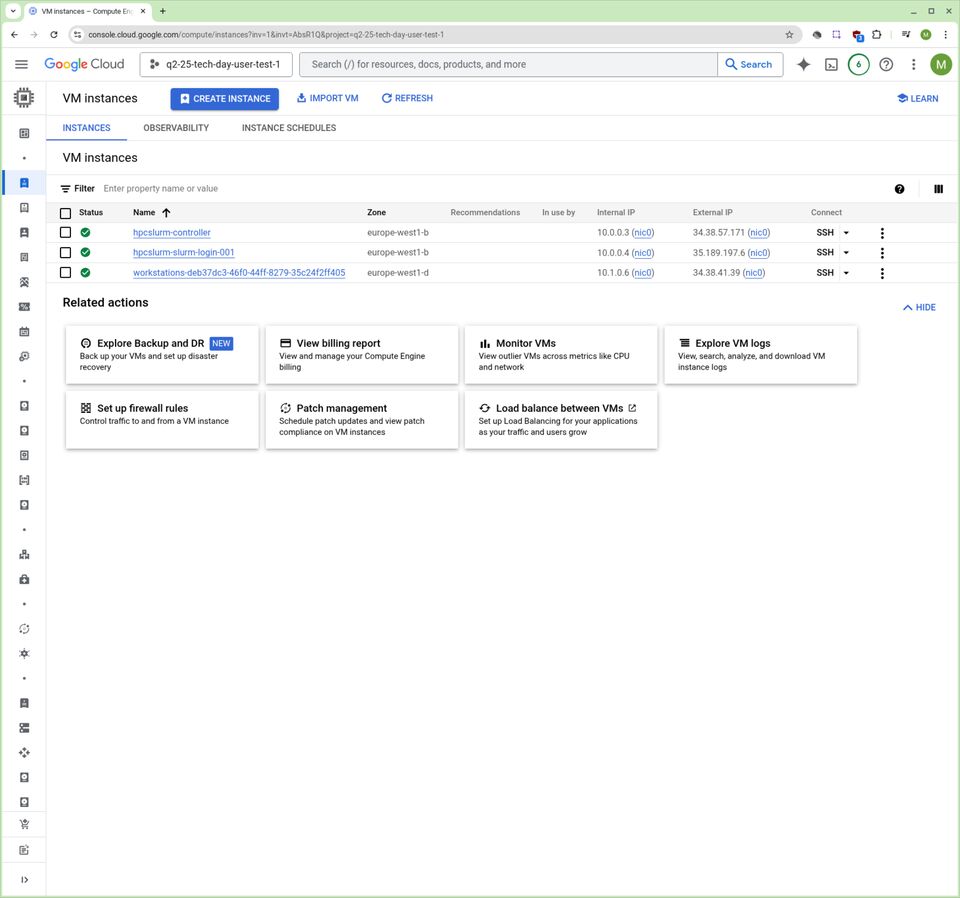 VM instances – Compute En
console.cloud.google.com/compute/instances?inv=1&invt=AbsR1Q&project=q2-25-tech-day-user-test-1
Google Cloud
q2-25-tech-day-user-test-1
Search (/) for resources, docs, products, and more
Search
6
M
VM instances
CREATE INSTANCE
IMPORT VM
REFRESH
LEARN
INSTANCES
OBSERVABILITY
INSTANCE SCHEDULES
VM instances
Filter Enter property name or value
Status Name Zone Recommendations In use by Internal IP External IP Connect
hpcslurm-controller europe-west1-b 10.0.0.3 (nic0) 34.38.57.171 (nic0) SSH
hpcslurm-slurm-login-001 europe-west1-b 10.0.0.4 (nic0) 35.189.197.6 (nic0) SSH
workstations-deb37dc3-46f0-44ff-8279-35c24f2ff405 europe-west1-d 10.1.0.6 (nic0) 34.38.41.39 (nic0) SSH
Related actions
HIDE
Explore Backup and DR NEW
Back up your VMs and set up disaster
recovery
View billing report
View and manage your Compute Engine
billing
Monitor VMs
View outlier VMs across metrics like CPU
and network
Explore VM logs
View, search, analyze, and download VM
instance logs
Set up firewall rules
Control traffic to and from a VM instance
Patch management
Schedule patch updates and view patch
compliance on VM instances
Load balance between VMs
Set up Load Balancing for your applications
as your traffic and users grow